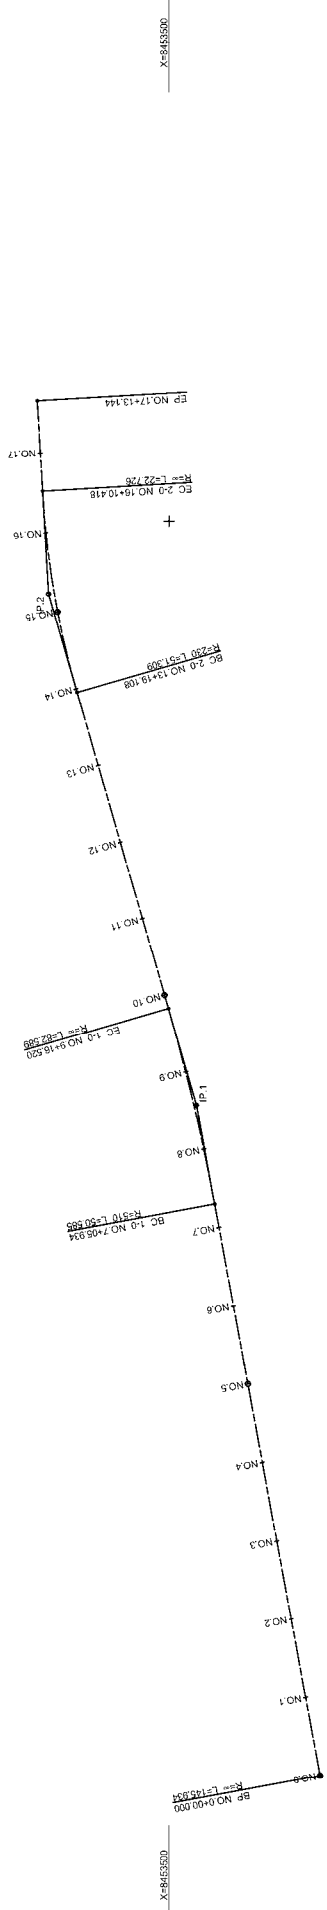 X=8453500
EP NO.17+13.144
NO.17
R=∞ L=22.726
EC 2-0 NO.16+10.418
NO.16
IP.2
NO.15
R=230 L=51.309
BC 2-0 NO.13+19.108
NO.14
NO.13
NO.12
NO.11
NO.10
EC 1-0 NO.9+16.520
R=∞ L=82.589
NO.9
IP.1
NO.8
R=510 L=50.585
BC 1-0 NO.7+05.934
NO.7
NO.6
NO.5
NO.4
NO.3
NO.2
NO.1
NO.0
R=∞ L=145.934
BP NO.0+00.000
X=8453500